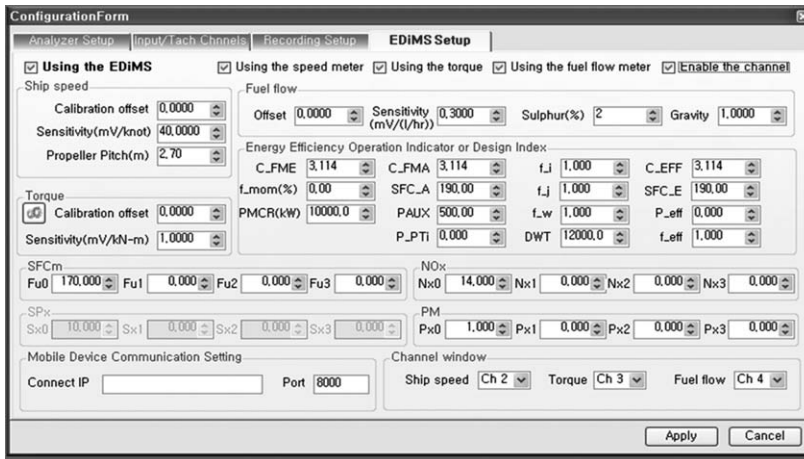 ConfigurationForm
Analyzer Setup Input/Tach Chnnels Recording Setup EDiMS Setup
Using the EDiMS Using the speed meter Using the torque Using the fuel flow meter Enable the channel
Ship speed
Calibration offset 0,0000
Sensitivity(mV/knot) 40,0000
Propeller Pitch(m) 2,70
Fuel flow
Offset 0,0000 Sensitivity (mV/(l/hr)) 0,3000 Sulphur(%) 2 Gravity 1,0000
Energy Efficiency Operation Indicator or Design Index
C_FME 3,114 C_FMA 3,114 f_i 1,000 C_EFF 3,114
f_mom(%) 0,00 SFC_A 190,00 f_j 1,000 SFC_E 190,00
PMCR(kW) 10000,0 PAUX 500,00 f_w 1,000 P_eff 0,000
P_PTi 0,000 DWT 12000,0 f_eff 1,000
Torque
Calibration offset 0,0000
Sensitivity(mV/kN-m) 1,0000
SFCm
Fu0 170,000 Fu1 0,000 Fu2 0,000 Fu3 0,000
NOx
Nx0 14,000 Nx1 0,000 Nx2 0,000 Nx3 0,000
SPx
Sx0 10,000 Sx1 0,000 Sx2 0,000 Sx3 0,000
PM
Px0 1,000 Px1 0,000 Px2 0,000 Px3 0,000
Mobile Device Communication Setting
Connect IP Port 8000
Channel window
Ship speed Ch 2 Torque Ch 3 Fuel flow Ch 4
Apply Cancel